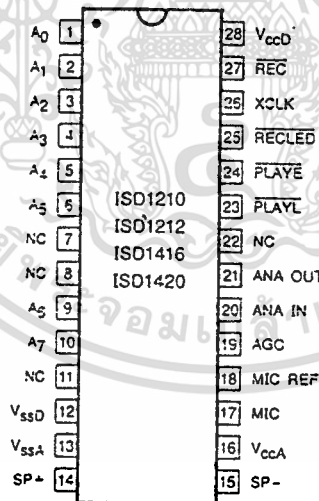 A0 1 28 VCCD
A1 2 27 REC
A2 3 26 XCLK
A3 4 25 RECLED
A4 5 24 PLAYE
A5 6 23 PLAYL
NC 7 22 NC
NC 8 21 ANA OUT
A6 9 20 ANA IN
A7 10 19 AGC
NC 11 18 MIC REF
VSSD 12 17 MIC
VSSA 13 16 VCCA
SP+ 14 15 SP-
ISD1210
ISD1212
ISD1416
ISD1420